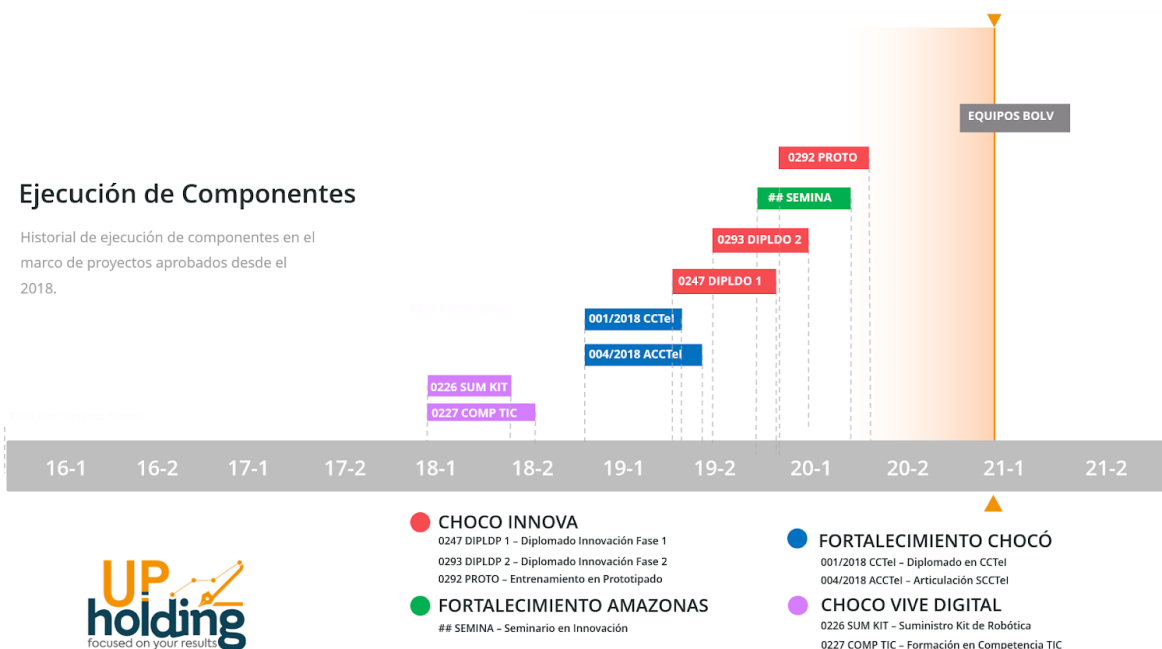 EQUIPOS BOLV
0292 PROTO
## SEMINA
Ejecución de Componentes
0293 DIPLDO 2
Historial de ejecución de componentes en el
marco de proyectos aprobados desde el
2018.
0247 DIPLDO 1
001/2018 CCTeI
004/2018 ACCTeI
0226 SUM KIT
0227 COMP TIC
16-1 16-2 17-1 17-2 18-1 18-2 19-1 19-2 20-1 20-2 21-1 21-2
CHOCO INNOVA
0247 DIPLDP 1 – Diplomado Innovación Fase 1
0293 DIPLDP 2 – Diplomado Innovación Fase 2
0292 PROTO – Entrenamiento en Prototipado
FORTALECIMIENTO AMAZONAS
## SEMINA – Seminario en Innovación
FORTALECIMIENTO CHOCÓ
001/2018 CCTeI – Diplomado en CCTeI
004/2018 ACCTeI – Articulación SCCTeI
CHOCO VIVE DIGITAL
0226 SUM KIT – Suministro Kit de Robótica
0227 COMP TIC – Formación en Competencia TIC
UP
holding
focused on your results